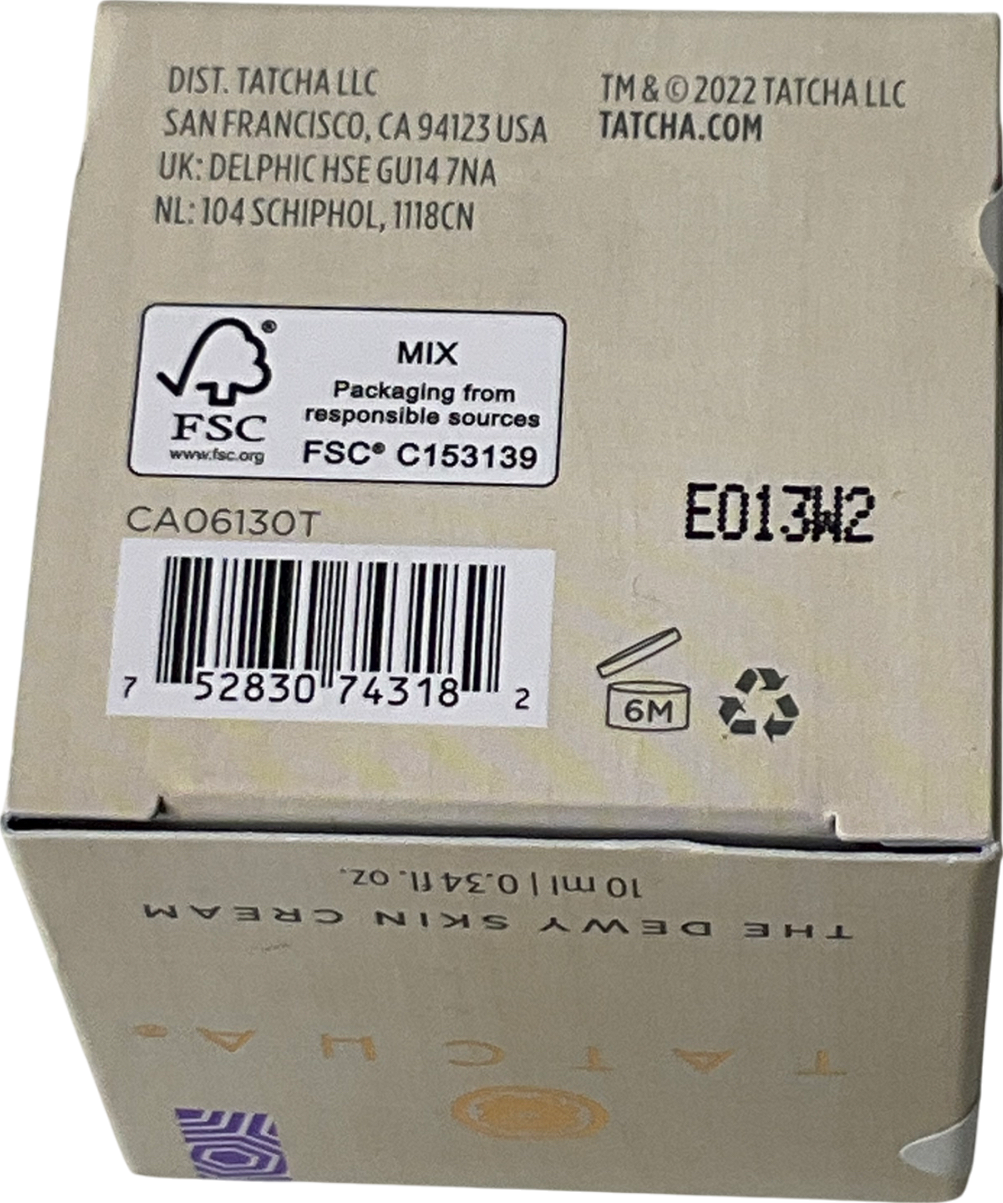 DIST. TATCHA LLC
SAN FRANCISCO, CA 94123 USA
UK: DELPHIC HSE GU14 7NA
NL: 104 SCHIPHOL, 1118CN
TM & © 2022 TATCHA LLC
TATCHA.COM
FSC®
www.fsc.org
MIX
Packaging from
responsible sources
FSC® C153139
CA06130T
E013W2
7 52830 74318 2
6M
10 ml | 0.34 fl. oz.
THE DEWY SKIN CREAM
TATCHA.